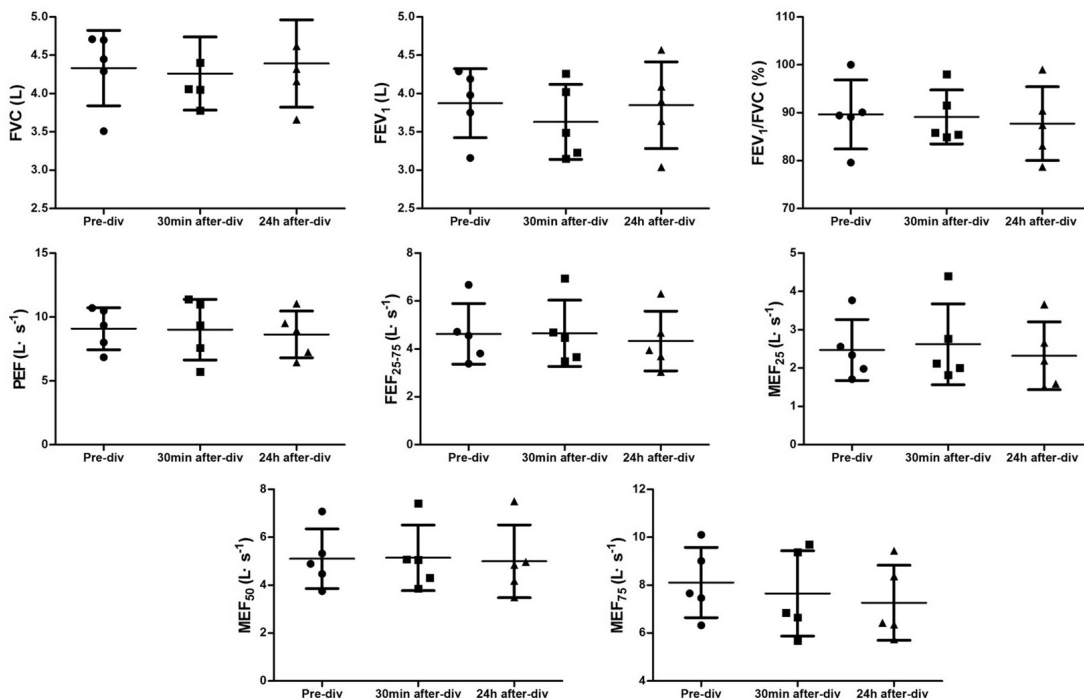 FVC (L)
5.0
4.5
4.0
3.5
3.0
2.5
Pre-div 30min after-div 24h after-div
FEV₁ (L)
5.0
4.5
4.0
3.5
3.0
2.5
Pre-div 30min after-div 24h after-div
FEV₁/FVC (%)
110
100
90
80
70
Pre-div 30min after-div 24h after-div
PEF (L· s⁻¹)
15
10
5
0
Pre-div 30min after-div 24h after-div
FEF₂₅₋₇₅ (L· s⁻¹)
8
6
4
2
0
Pre-div 30min after-div 24h after-div
MEF₂₅ (L· s⁻¹)
5
4
3
2
1
0
Pre-div 30min after-div 24h after-div
MEF₅₀ (L· s⁻¹)
8
6
4
2
0
Pre-div 30min after-div 24h after-div
MEF₇₅ (L· s⁻¹)
12
10
8
6
4
Pre-div 30min after-div 24h after-div